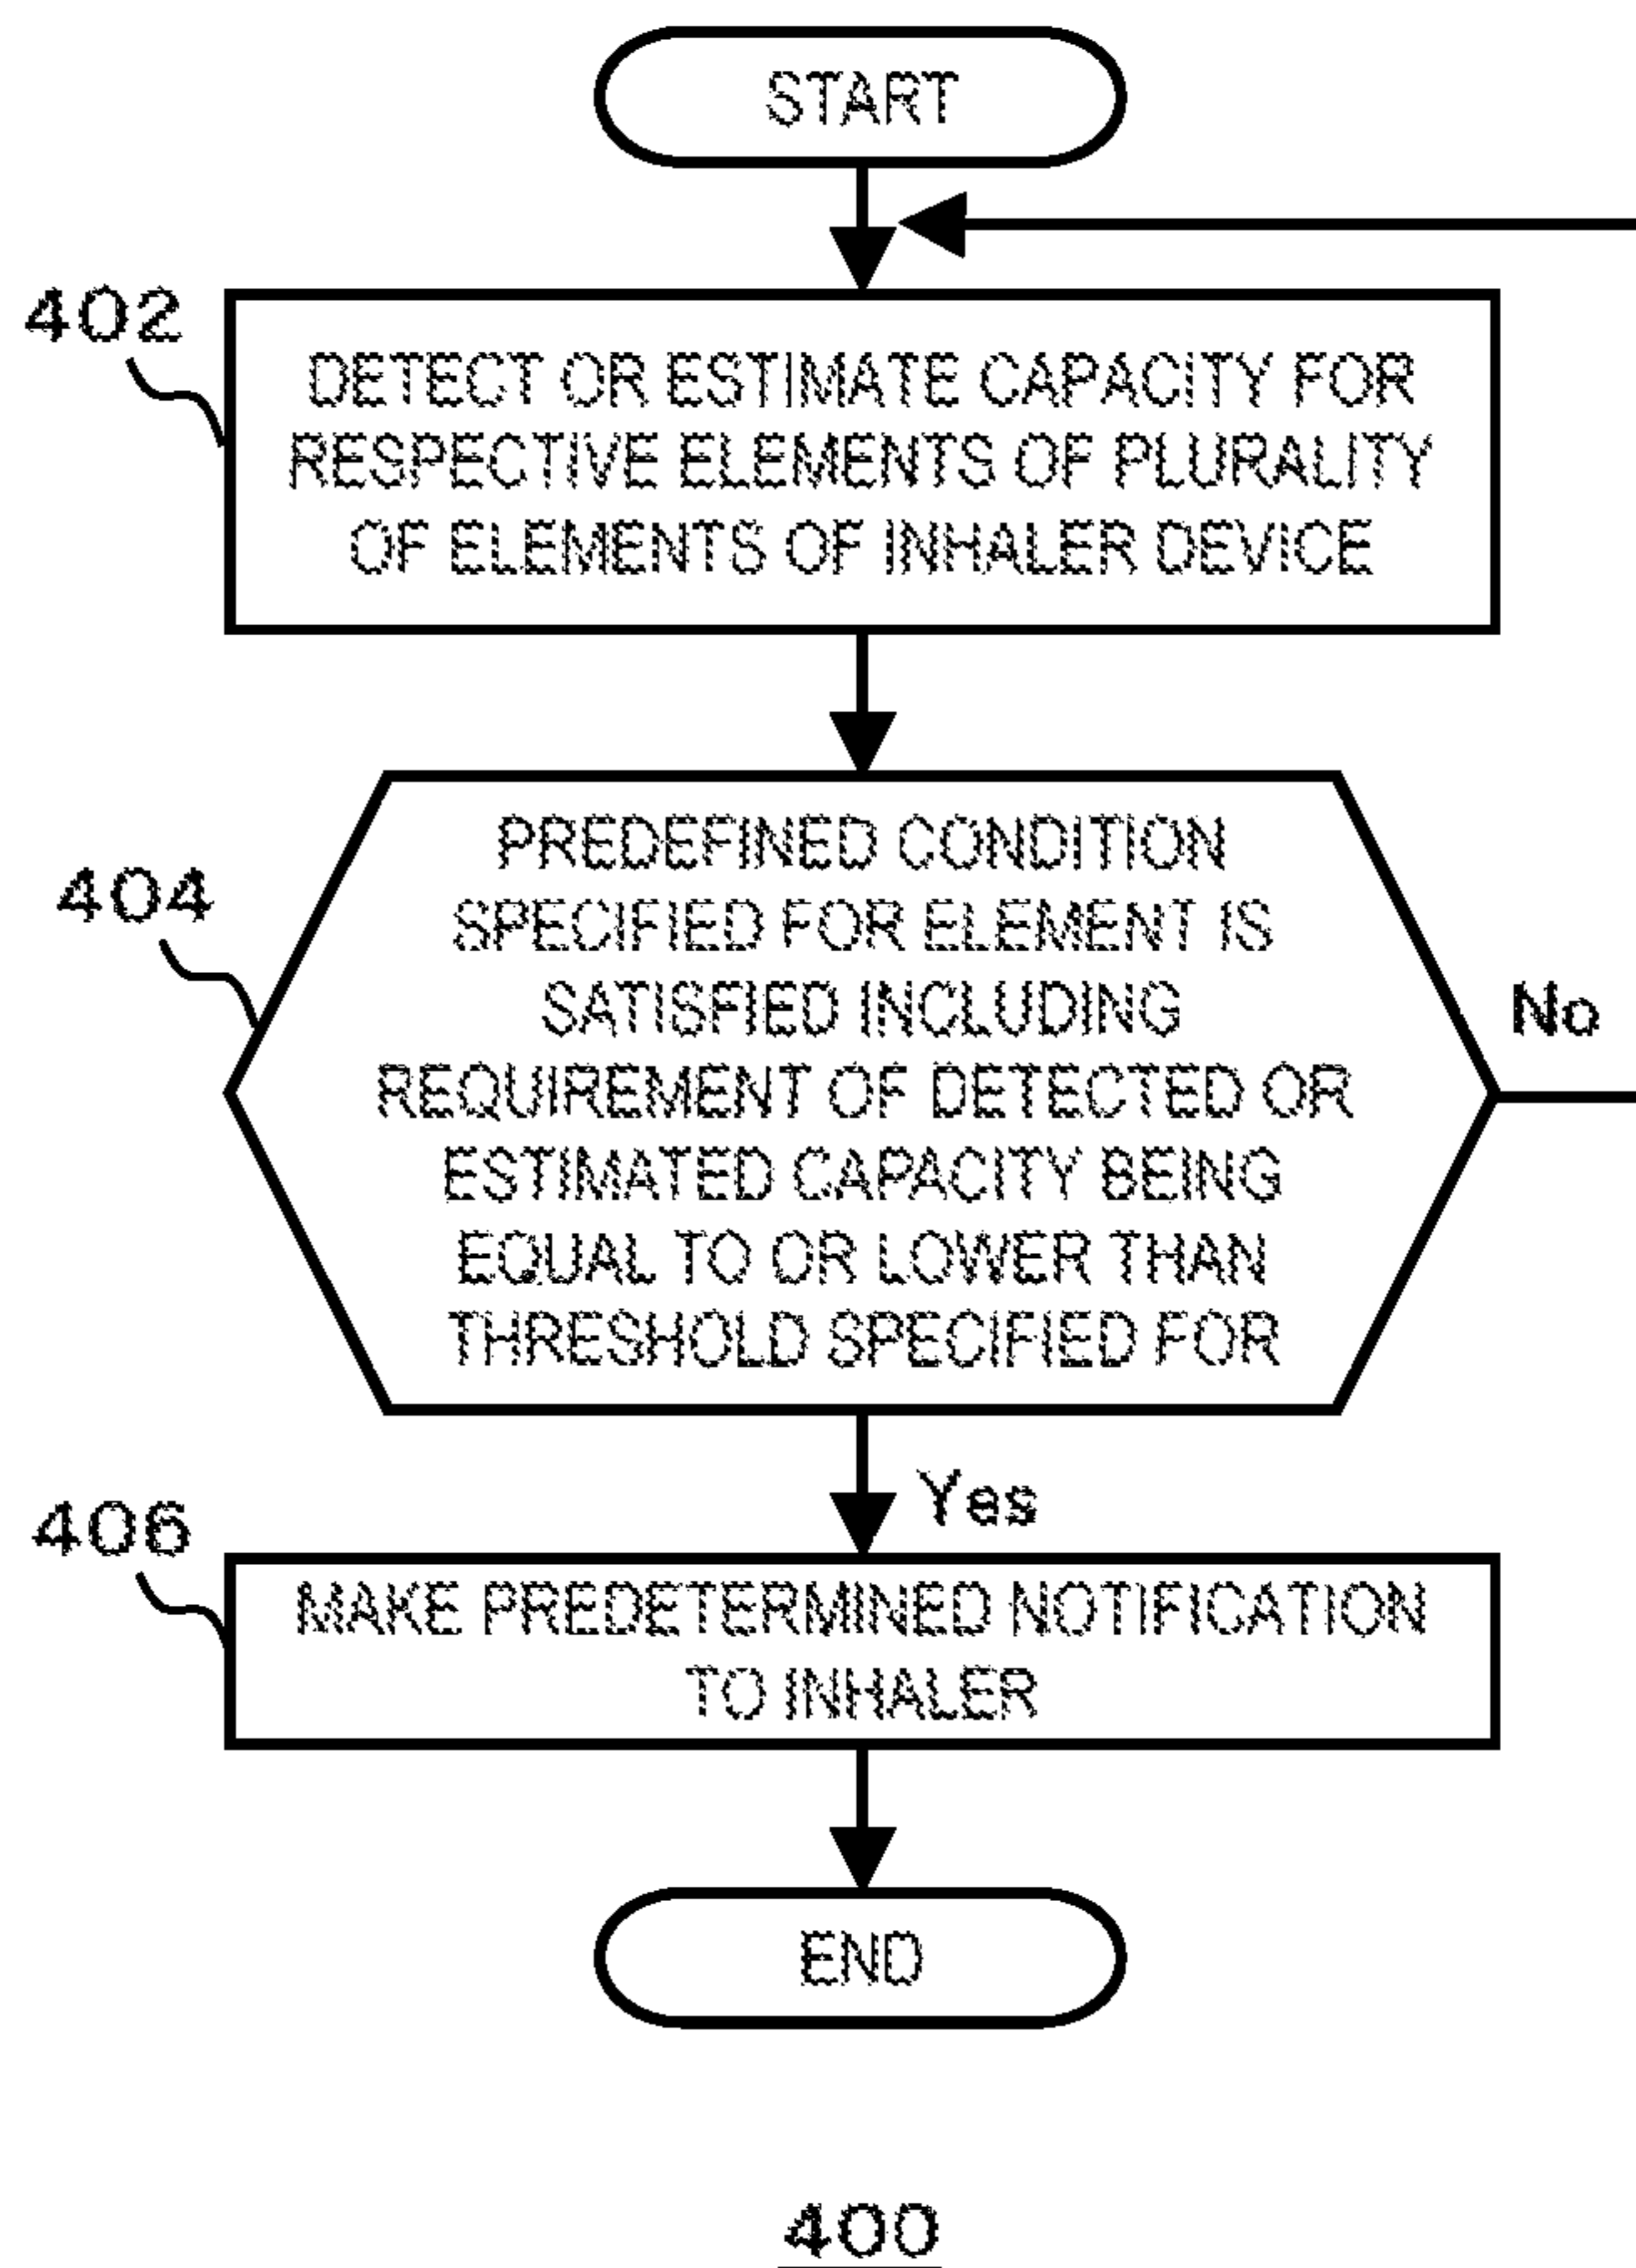 START
402
DETECT OR ESTIMATE CAPACITY FOR
RESPECTIVE ELEMENTS OF PLURALITY
OF ELEMENTS OF INHALER DEVICE
404
PREDEFINED CONDITION
SPECIFIED FOR ELEMENT IS
SATISFIED INCLUDING
REQUIREMENT OF DETECTED OR
ESTIMATED CAPACITY BEING
EQUAL TO OR LOWER THAN
THRESHOLD SPECIFIED FOR
No
Yes
406
MAKE PREDETERMINED NOTIFICATION
TO INHALER
END
400